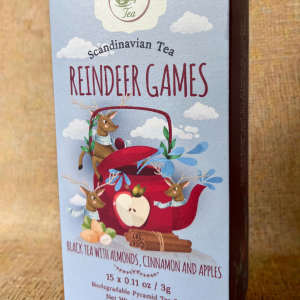 Tea
Scandinavian Tea
REINDEER GAMES
BLACK TEA WITH ALMONDS, CINNAMON AND APPLES
15 x 0.11 oz / 3g
Biodegradable Pyramid Tea
Net